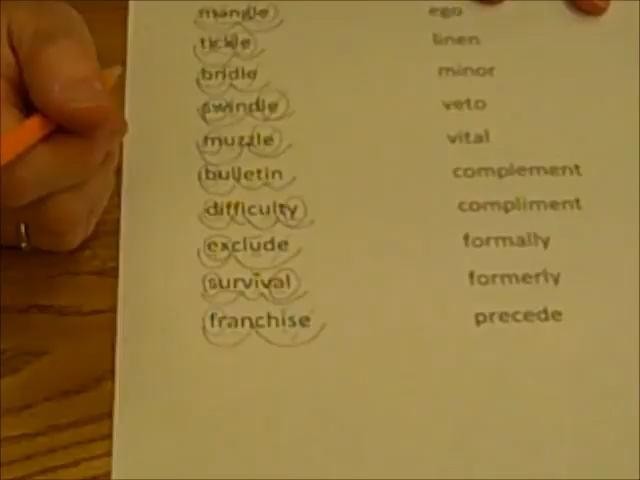 mangle
tickle
bridle
swindle
muzzle
bulletin
difficulty
exclude
survival
franchise
ego
linen
minor
veto
vital
complement
compliment
formally
formerly
precede